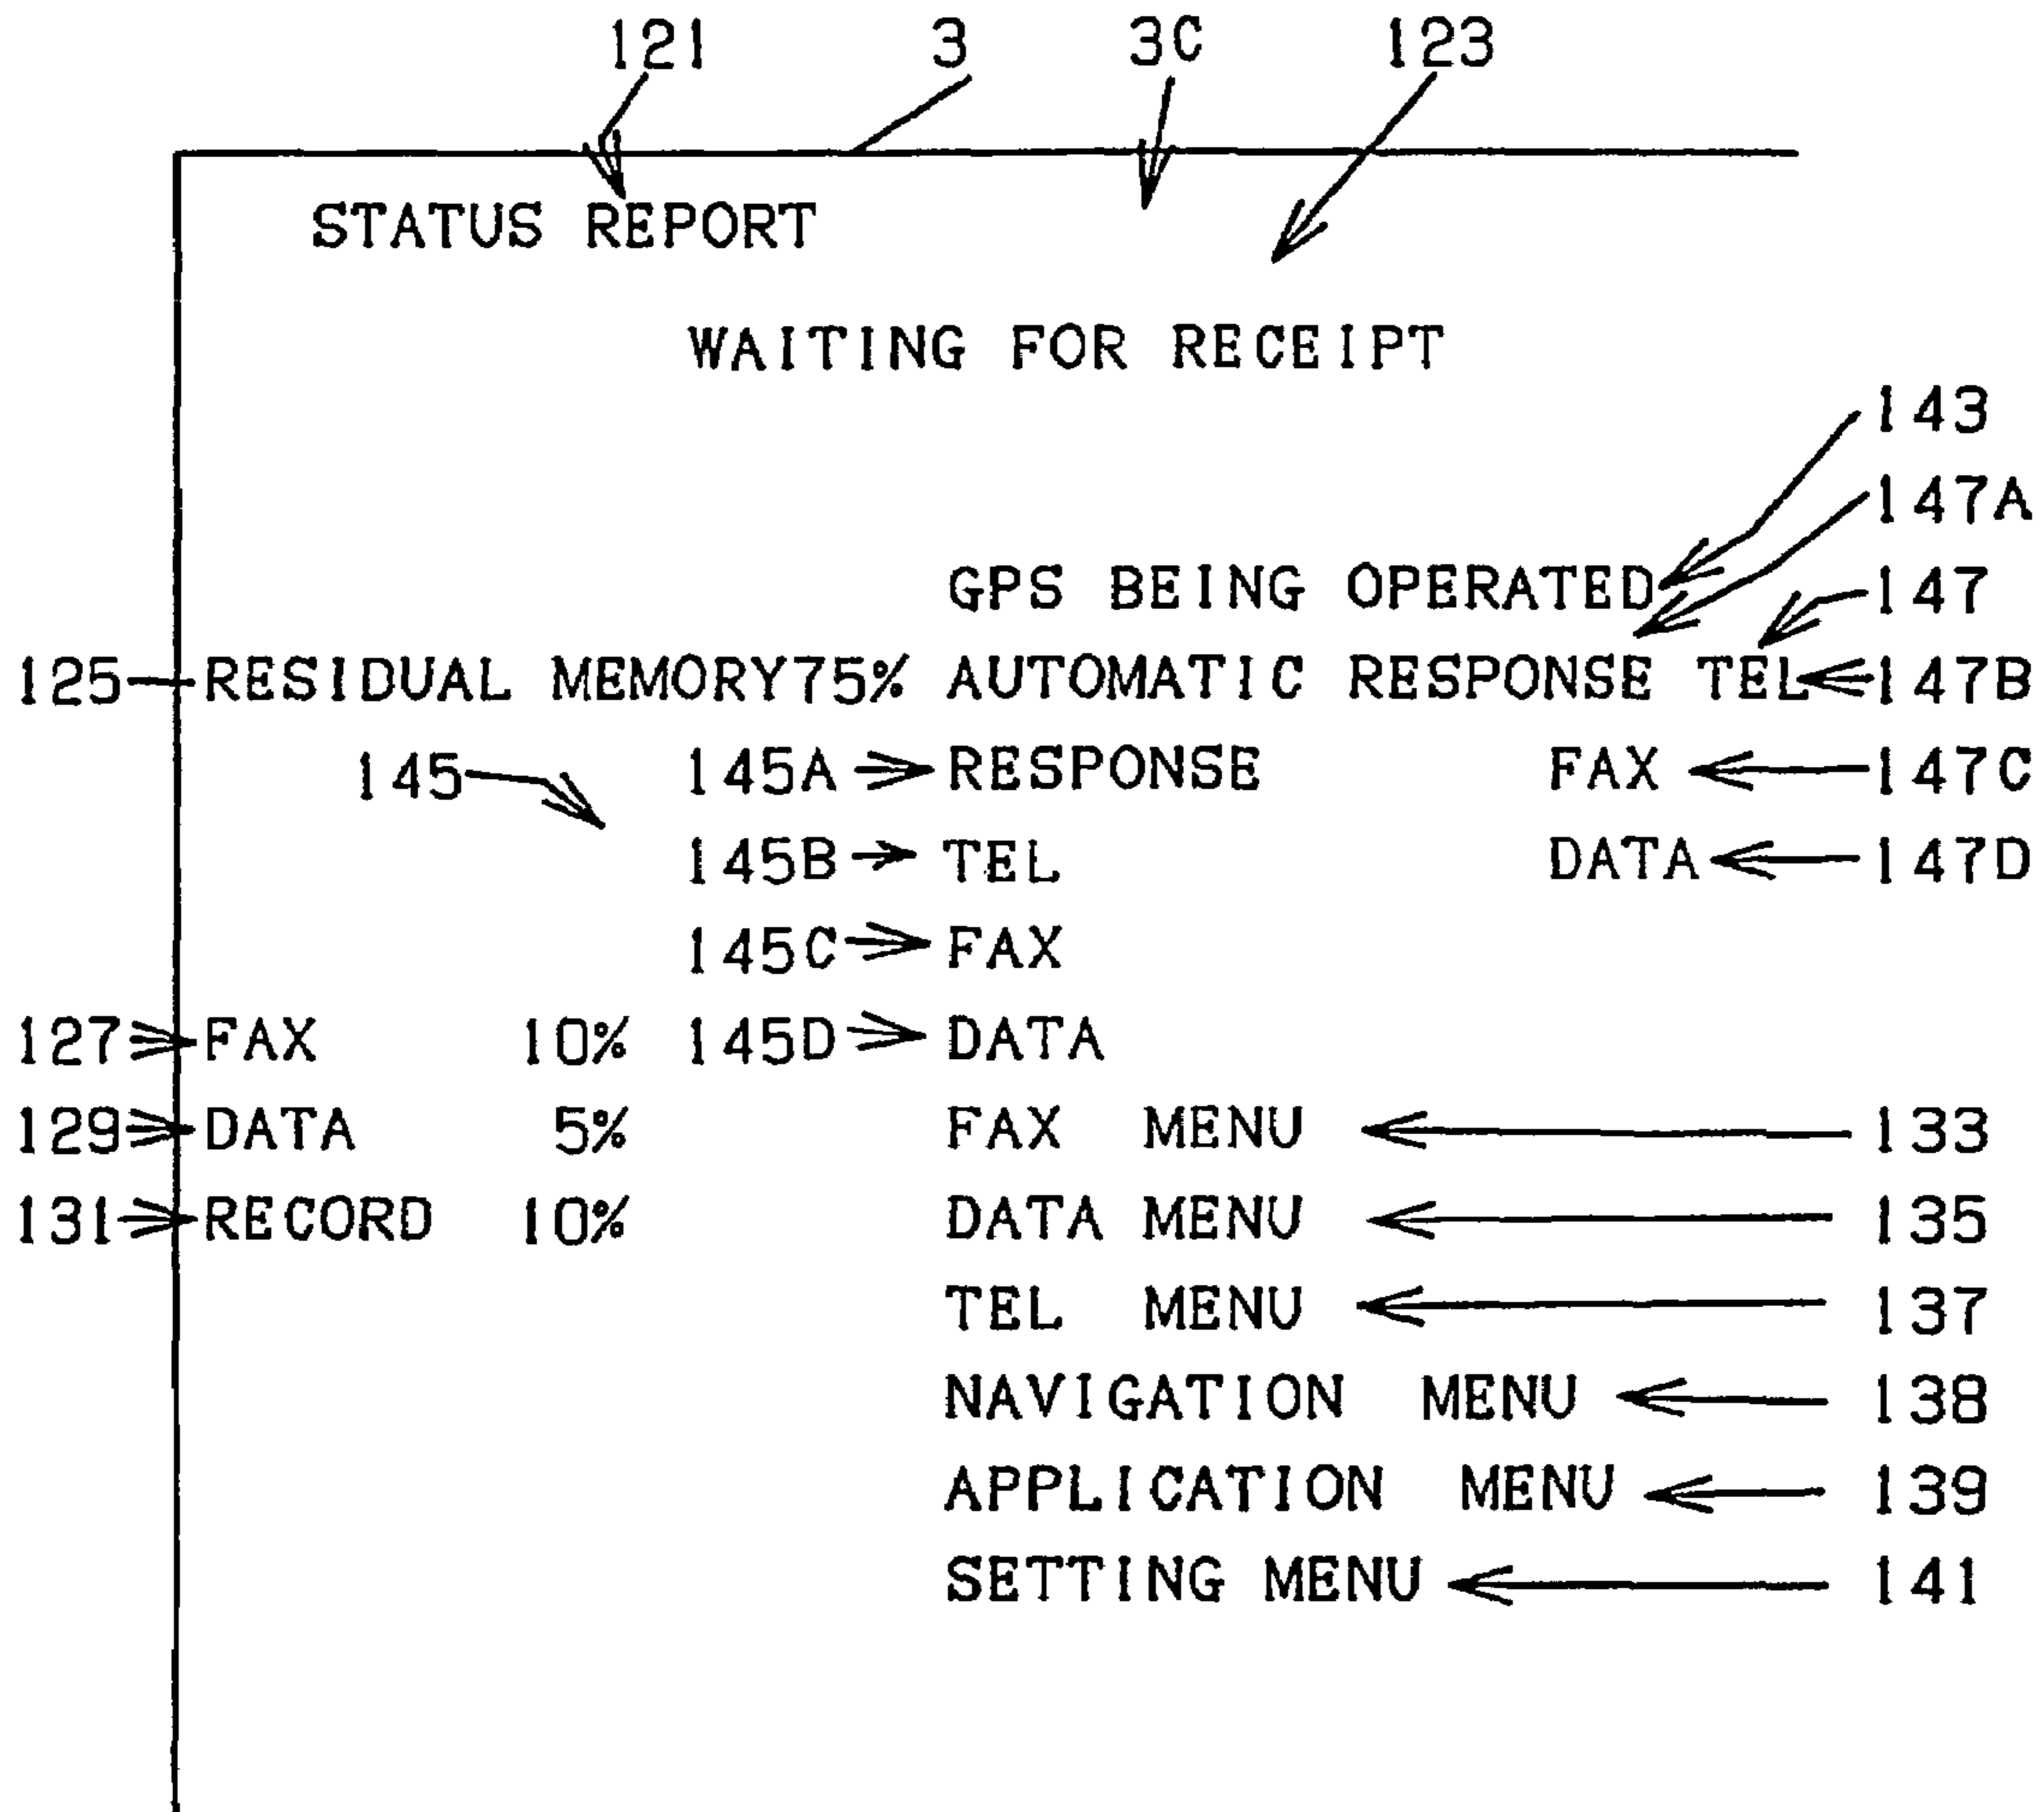 121 3 3C 123
STATUS REPORT
WAITING FOR RECEIPT
143
147A
GPS BEING OPERATED 147
125 RESIDUAL MEMORY 75% AUTOMATIC RESPONSE TEL 147B
145 145A RESPONSE FAX 147C
145B TEL DATA 147D
145C FAX
127 FAX 10% 145D DATA
129 DATA 5% FAX MENU 133
131 RECORD 10% DATA MENU 135
TEL MENU 137
NAVIGATION MENU 138
APPLICATION MENU 139
SETTING MENU 141